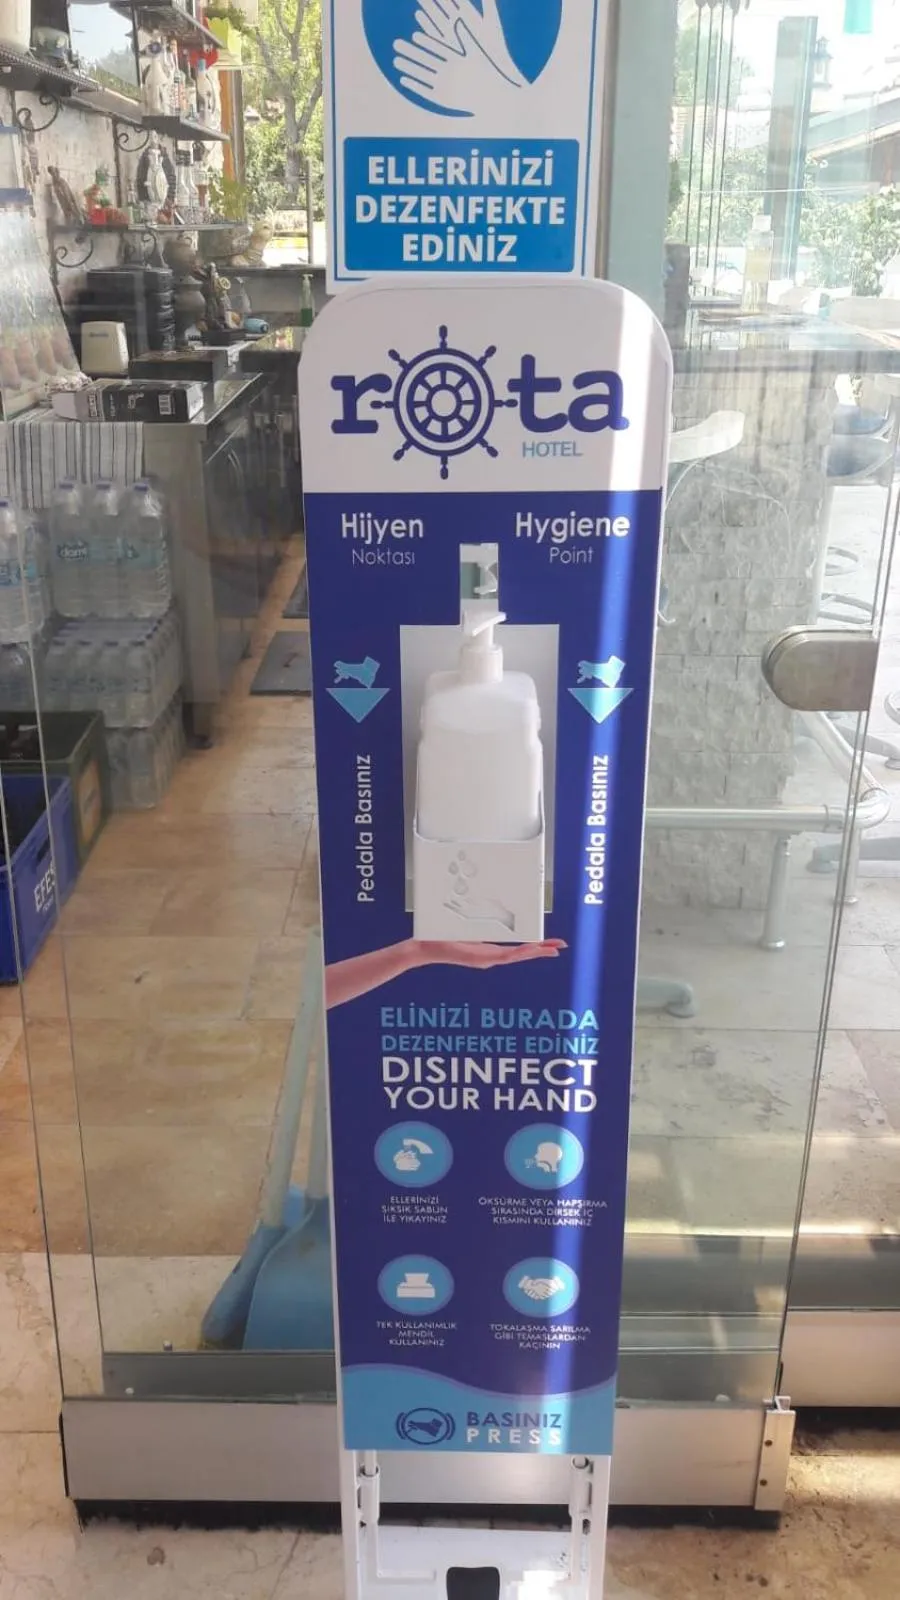 ELLERİNİZİ
DEZENFEKTE
EDİNİZ
rota
HOTEL
Hijyen
Noktası
Hygiene
Point
Pedala Basınız
Pedala Basınız
ELİNİZİ BURADA
DEZENFEKTE EDİNİZ
DISINFECT
YOUR HAND
ELLERİNİZİ
SIKSIK SABUN
İLE YIKAYINIZ
ÖKSÜRME VEYA HAPŞIRMA
SIRASINDA DİRSEK İÇ
KISMINI KULLANINIZ
TEK KULLANIMLIK
MENDİL
KULLANINIZ
TOKALAŞMA SARILMA
GİBİ TEMASLARDAN
KAÇININ
BASINIZ
PRESS
EFES